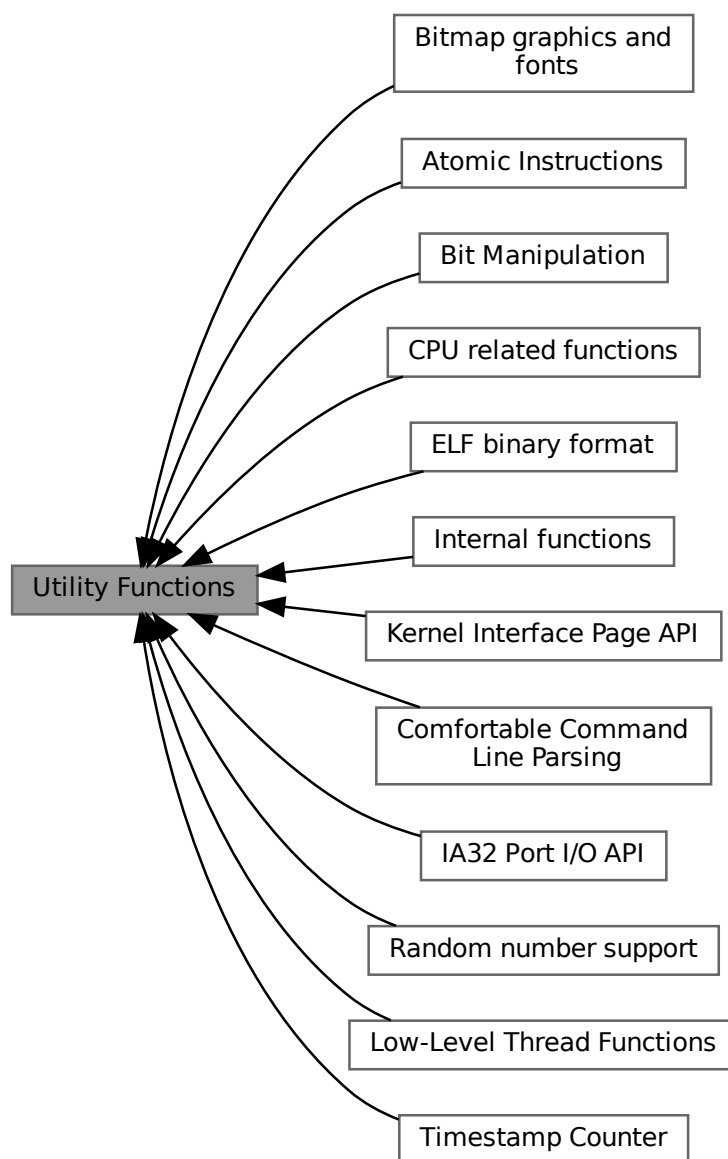 Bitmap graphics and
fonts
Atomic Instructions
Bit Manipulation
CPU related functions
ELF binary format
Internal functions
Utility Functions
Kernel Interface Page API
Comfortable Command
Line Parsing
IA32 Port I/O API
Random number support
Low-Level Thread Functions
Timestamp Counter